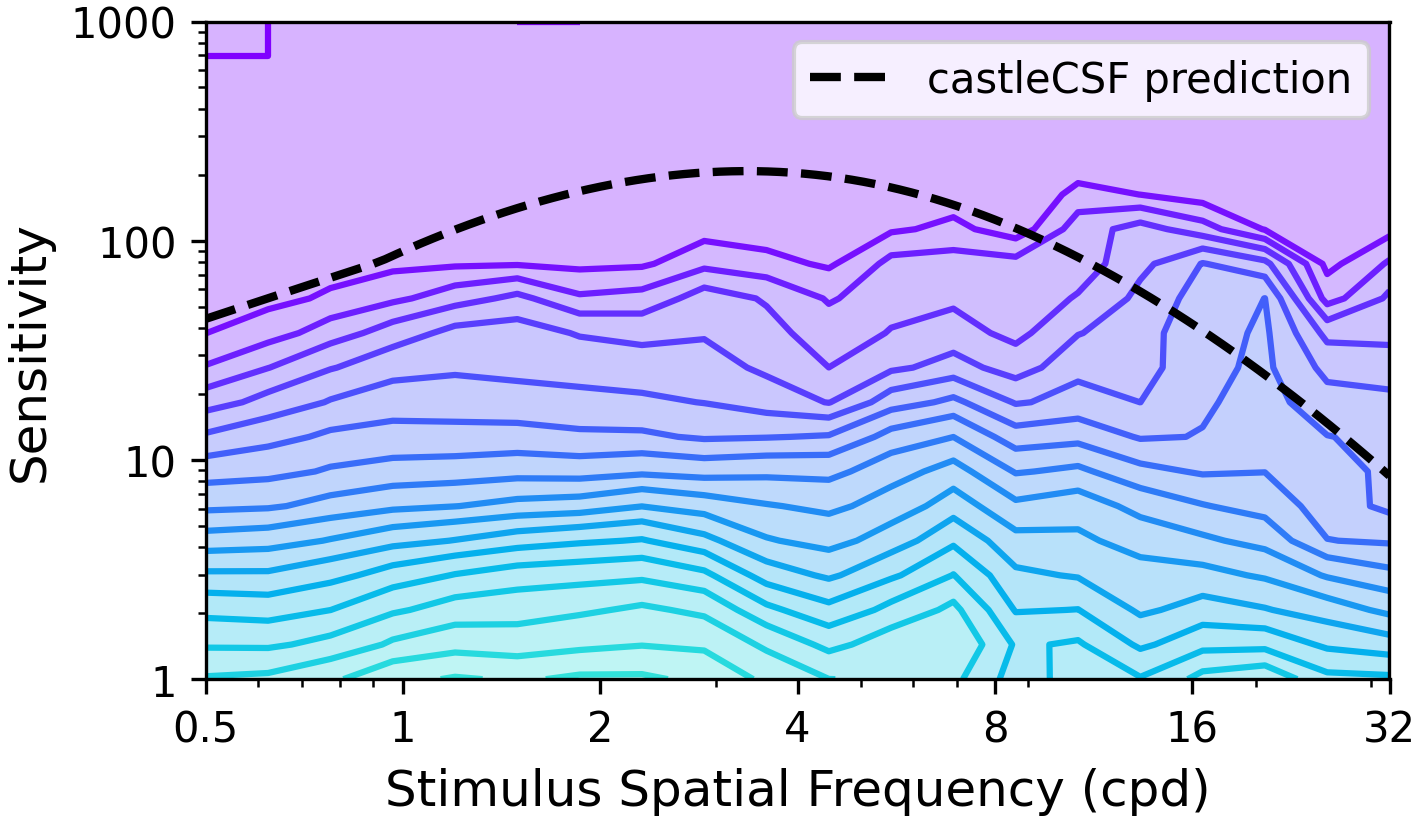 1000
castleCSF prediction
100
Sensitivity
10
1
0.5 1 2 4 8 16 32
Stimulus Spatial Frequency (cpd)